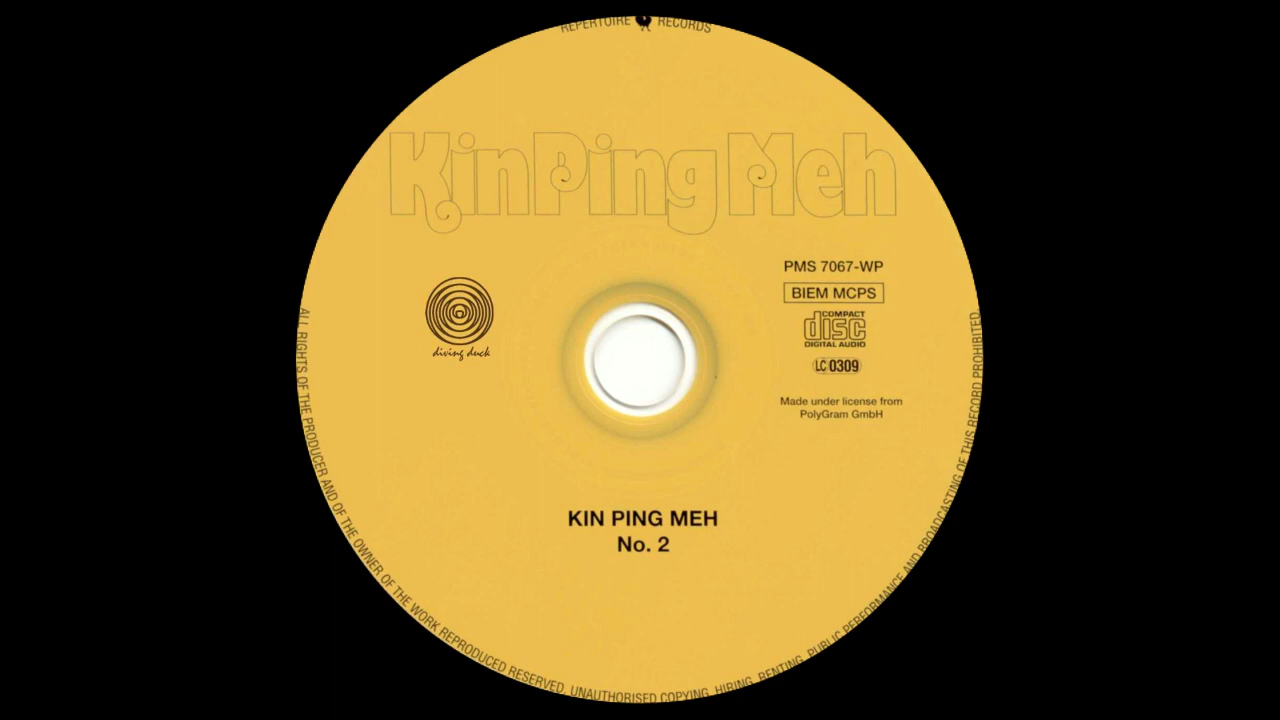 REPERTOIRE RECORDS
KinPingMeh
PMS 7067-WP
BIEM MCPS
COMPACT
disc
DIGITAL AUDIO
LC 0309
diving duck
Made under license from
PolyGram GmbH
KIN PING MEH
No. 2
ALL RIGHTS OF THE PRODUCER AND OF THE OWNER OF THE WORK REPRODUCED RESERVED. UNAUTHORISED COPYING, HIRING, RENTING, PUBLIC PERFORMANCE AND BROADCASTING OF THIS RECORD PROHIBITED.